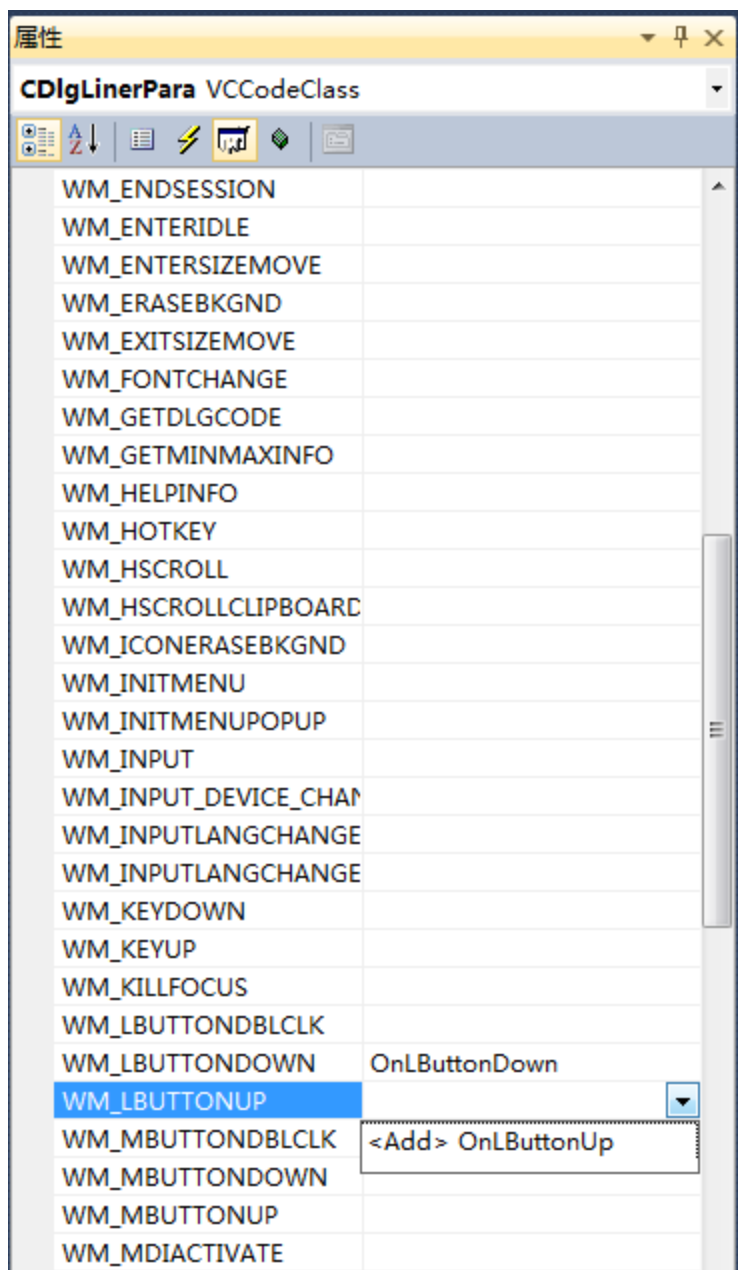 属性
CDlgLinerPara VCCodeClass
WM_ENDSESSION
WM_ENTERIDLE
WM_ENTERSIZEMOVE
WM_ERASEBKGND
WM_EXITSIZEMOVE
WM_FONTCHANGE
WM_GETDLGCODE
WM_GETMINMAXINFO
WM_HELPINFO
WM_HOTKEY
WM_HSCROLL
WM_HSCROLLCLIPBOARD
WM_ICONERASEBKGND
WM_INITMENU
WM_INITMENUPOPUP
WM_INPUT
WM_INPUT_DEVICE_CHAN
WM_INPUTLANGCHANGE
WM_INPUTLANGCHANGE
WM_KEYDOWN
WM_KEYUP
WM_KILLFOCUS
WM_LBUTTONDBLCLK
WM_LBUTTONDOWN OnLButtonDown
WM_LBUTTONUP
WM_MBUTTONDBLCLK <Add> OnLButtonUp
WM_MBUTTONDOWN
WM_MBUTTONUP
WM_MDIACTIVATE